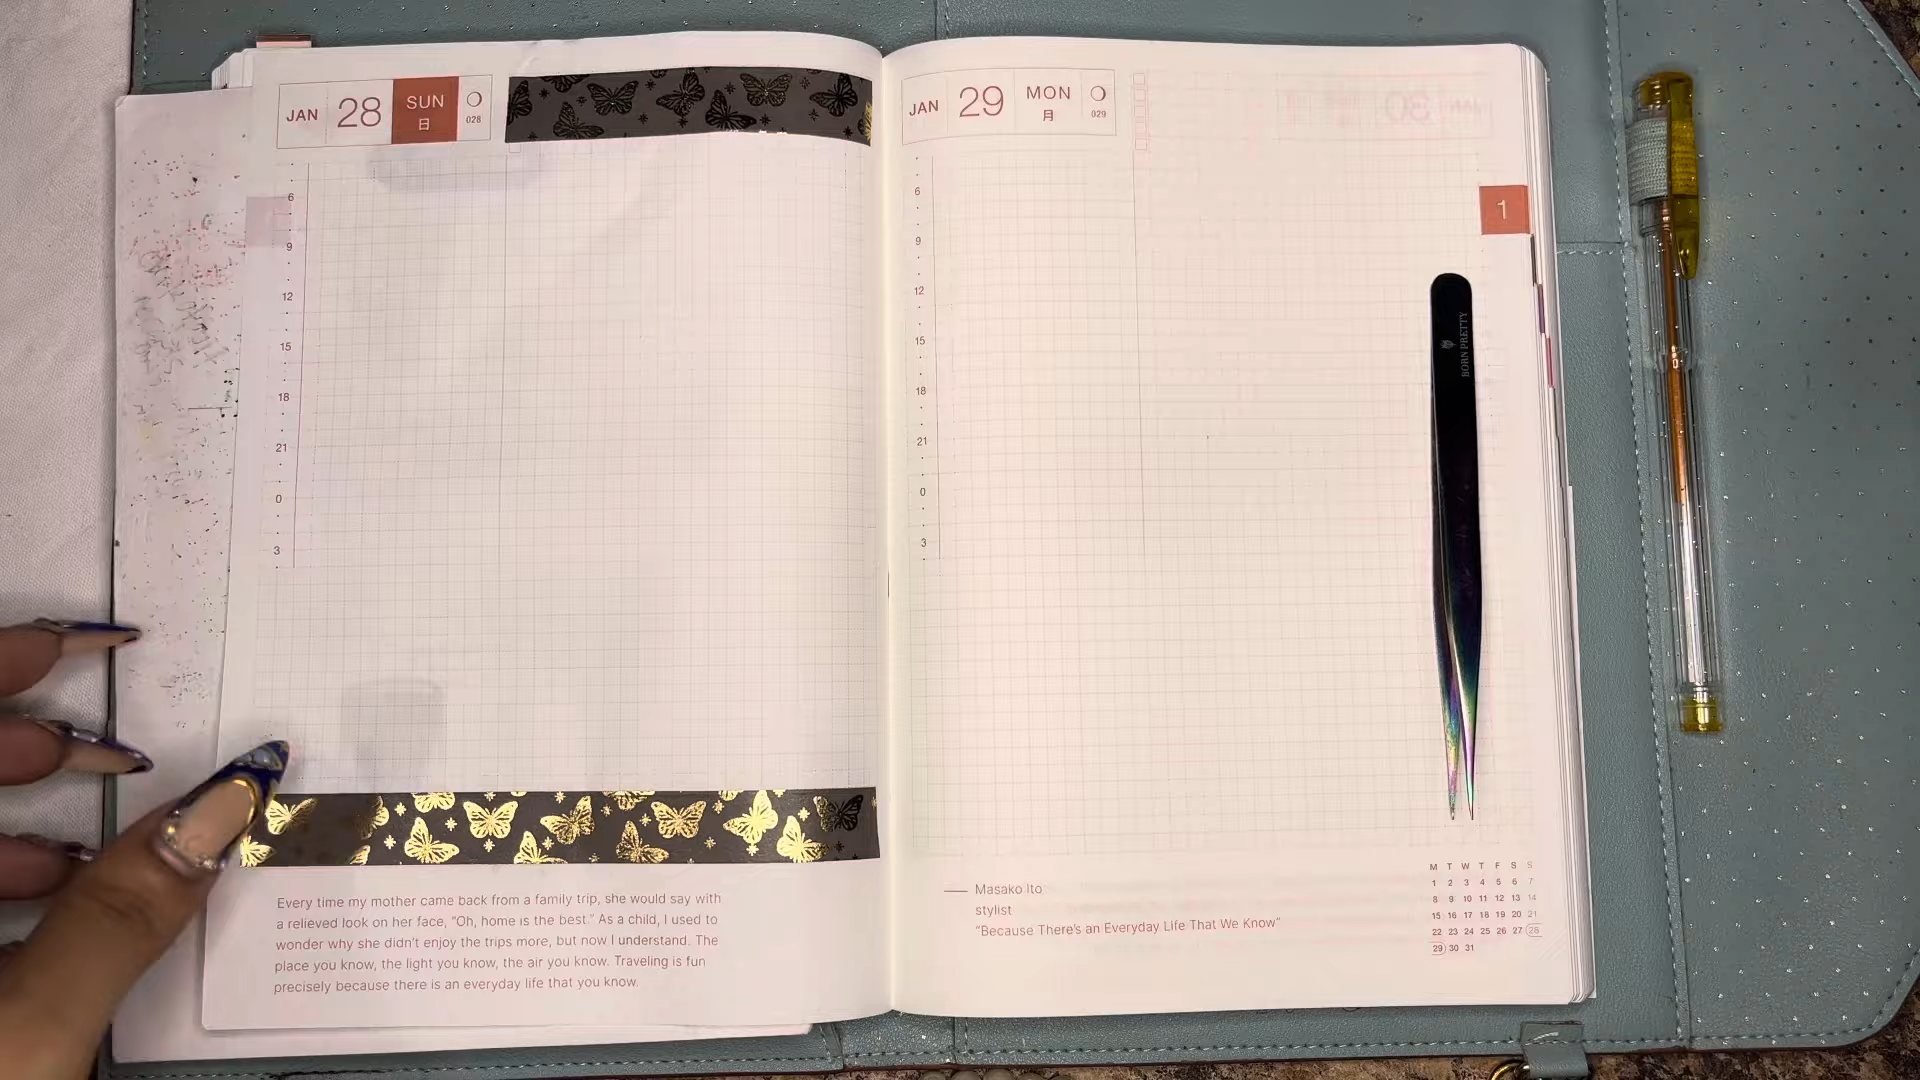 JAN 28 SUN 日 028
6
9
12
15
18
21
0
3
Every time my mother came back from a family trip, she would say with
a relieved look on her face, “Oh, home is the best.” As a child, I used to
wonder why she didn't enjoy the trips more, but now I understand. The
place you know, the light you know, the air you know. Traveling is fun
precisely because there is an everyday life that you know.
JAN 29 MON 月 029
6
9
12
15
18
21
0
3
1
BORN PRETTY
Masako Ito
stylist
“Because There's an Everyday Life That We Know”
M T W T F S S
1 2 3 4 5 6 7
8 9 10 11 12 13 14
15 16 17 18 19 20 21
22 23 24 25 26 27 28
29 30 31